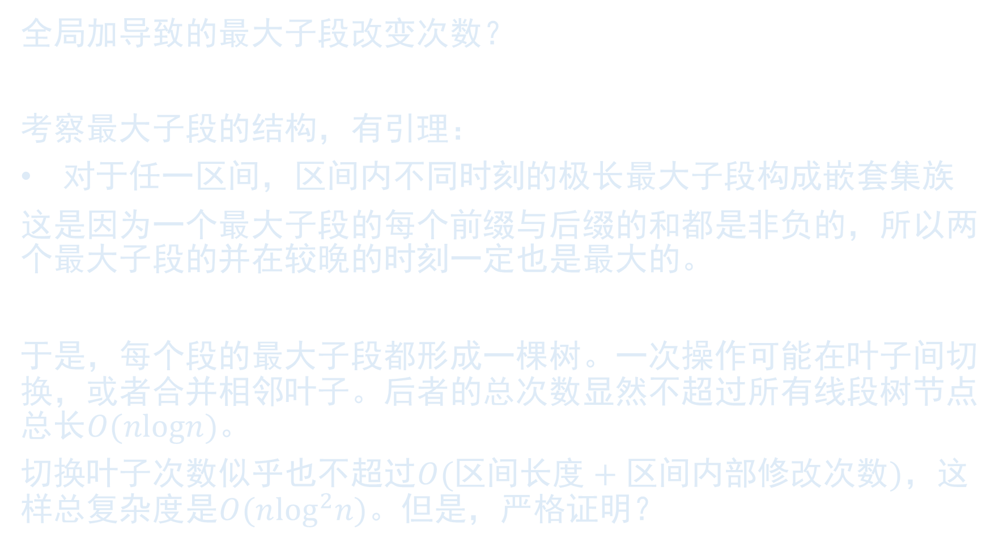 全局加导致的最大子段改变次数？
考察最大子段的结构，有引理：
• 对于任一区间，区间内不同时刻的极长最大子段构成嵌套集族
这是因为一个最大子段的每个前缀与后缀的和都是非负的，所以两
个最大子段的并在较晚的时刻一定也是最大的。
于是，每个段的最大子段都形成一棵树。一次操作可能在叶子间切
换，或者合并相邻叶子。后者的总次数显然不超过所有线段树节点
总长O(nlogn)。
切换叶子次数似乎也不超过O(区间长度 + 区间内部修改次数)，这
样总复杂度是O(nlog²n)。但是，严格证明？